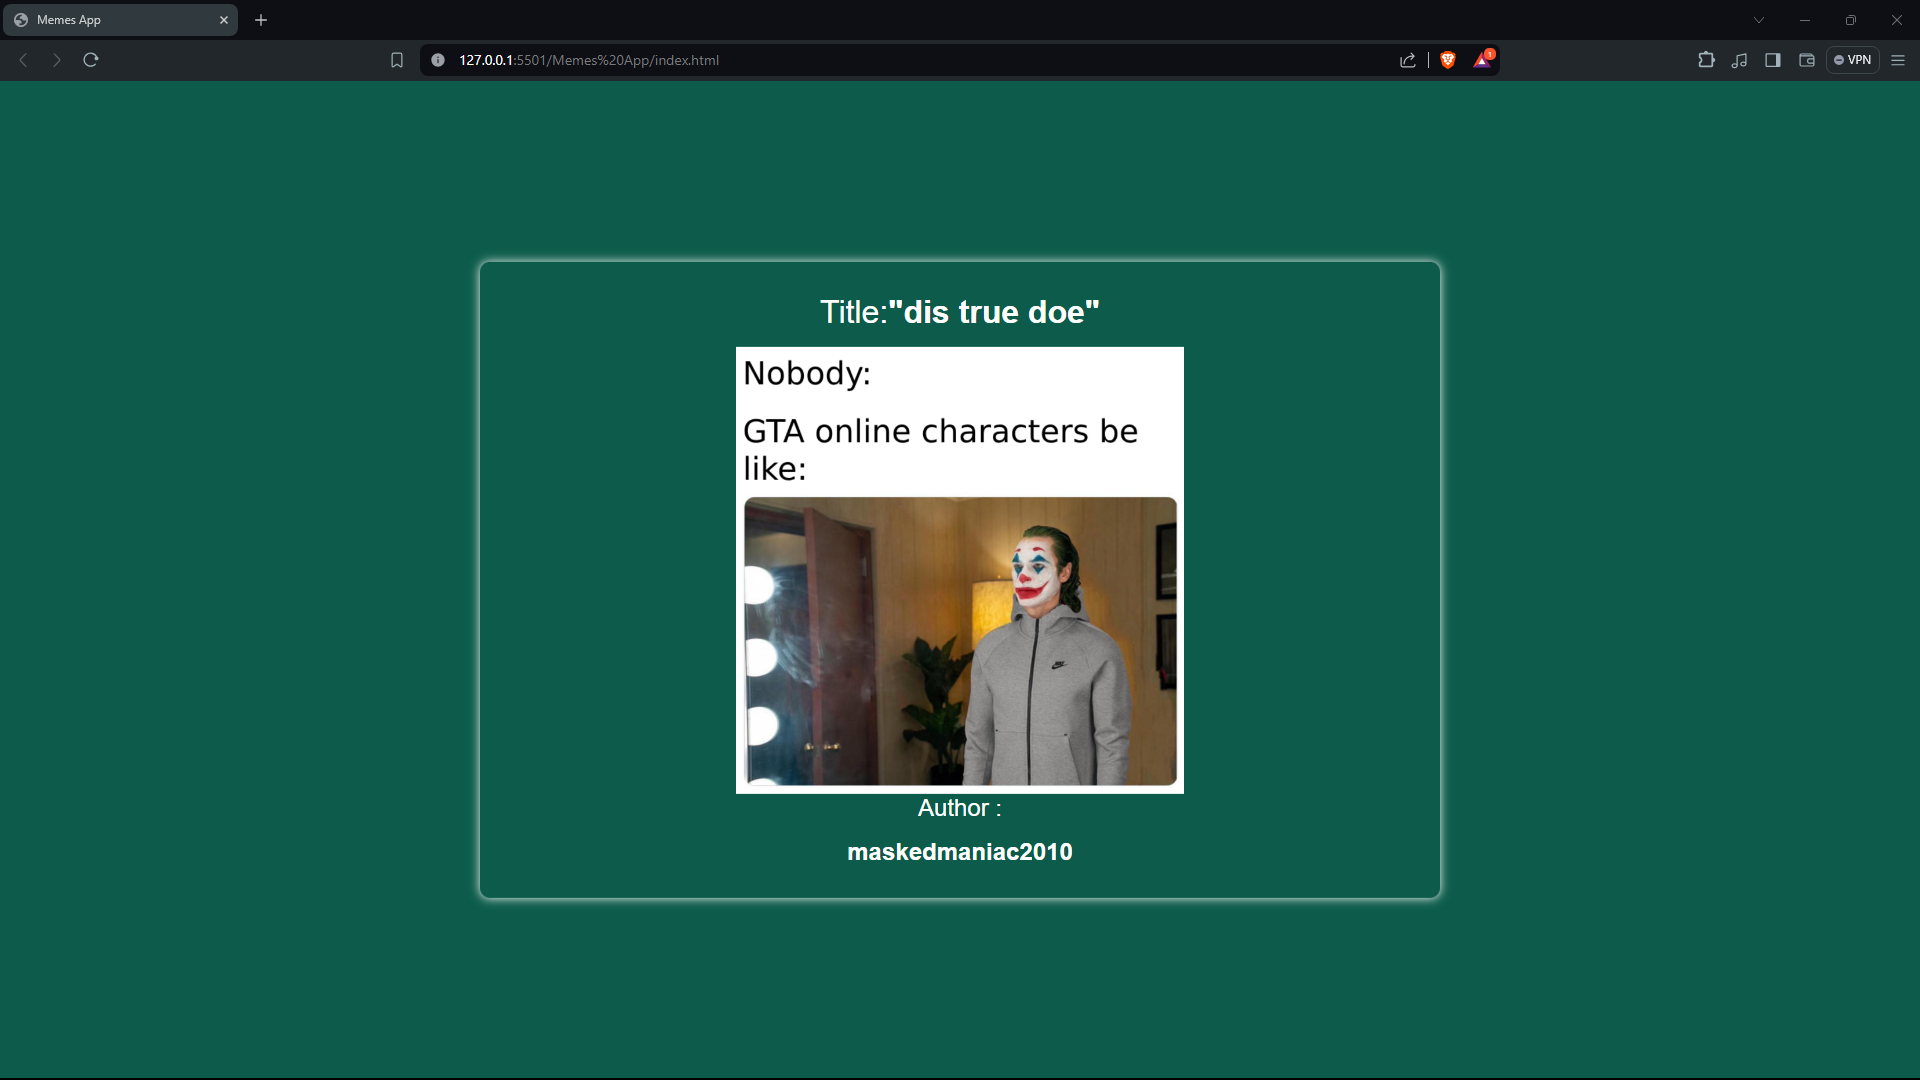 Memes App
127.0.0.1:5501/Memes%20App/index.html
1
VPN
Title:"dis true doe"
Nobody:
GTA online characters be
like:
Author :
maskedmaniac2010